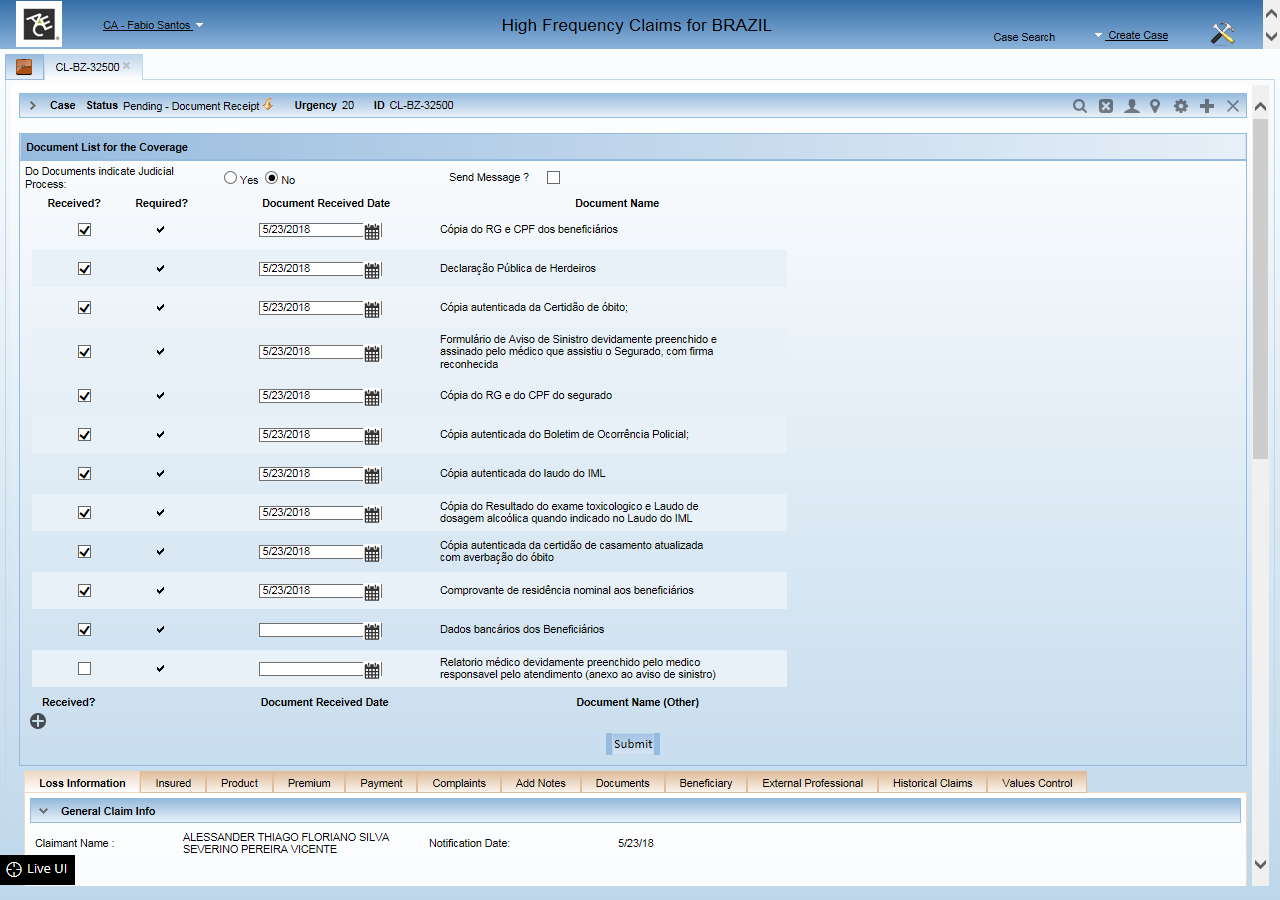 ACE
CA - Fabio Santos
High Frequency Claims for BRAZIL
Case Search
Create Case
CL-BZ-32500
Case Status Pending - Document Receipt Urgency 20 ID CL-BZ-32500
Document List for the Coverage
Do Documents indicate Judicial
Process:
Yes No
Send Message ?
Received? Required? Document Received Date Document Name
5/23/2018 Cópia do RG e CPF dos beneficiários
5/23/2018 Declaração Pública de Herdeiros
5/23/2018 Cópia autenticada da Certidão de óbito;
5/23/2018 Formulário de Aviso de Sinistro devidamente preenchido e
assinado pelo médico que assistiu o Segurado, com firma
reconhecida
5/23/2018 Cópia do RG e do CPF do segurado
5/23/2018 Cópia autenticada do Boletim de Ocorrência Policial;
5/23/2018 Cópia autenticada do laudo do IML
5/23/2018 Cópia do Resultado do exame toxicologico e Laudo de
dosagem alcoólica quando indicado no Laudo do IML
5/23/2018 Cópia autenticada da certidão de casamento atualizada
com averbação do óbito
5/23/2018 Comprovante de residência nominal aos beneficiários
Dados bancários dos Beneficiários
Relatorio médico devidamente preenchido pelo medico
responsavel pelo atendimento (anexo ao aviso de sinistro)
Received? Document Received Date Document Name (Other)
Submit
Loss Information Insured Product Premium Payment Complaints Add Notes Documents Beneficiary External Professional Historical Claims Values Control
General Claim Info
Claimant Name : ALESSANDER THIAGO FLORIANO SILVA
SEVERINO PEREIRA VICENTE
Notification Date: 5/23/18
Live UI